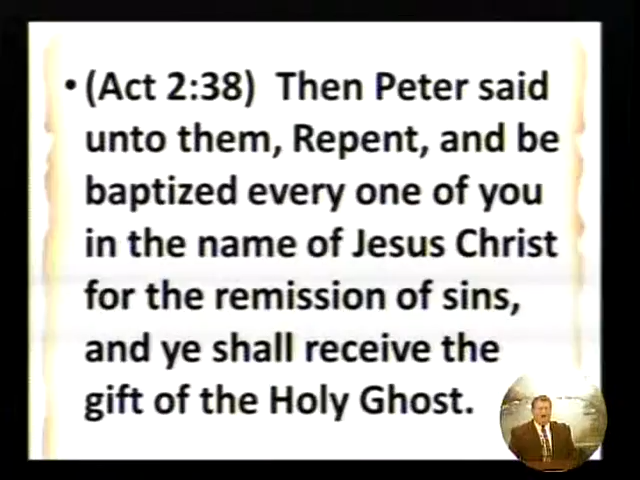 • (Act 2:38)  Then Peter said
unto them, Repent, and be
baptized every one of you
in the name of Jesus Christ
for the remission of sins,
and ye shall receive the
gift of the Holy Ghost.